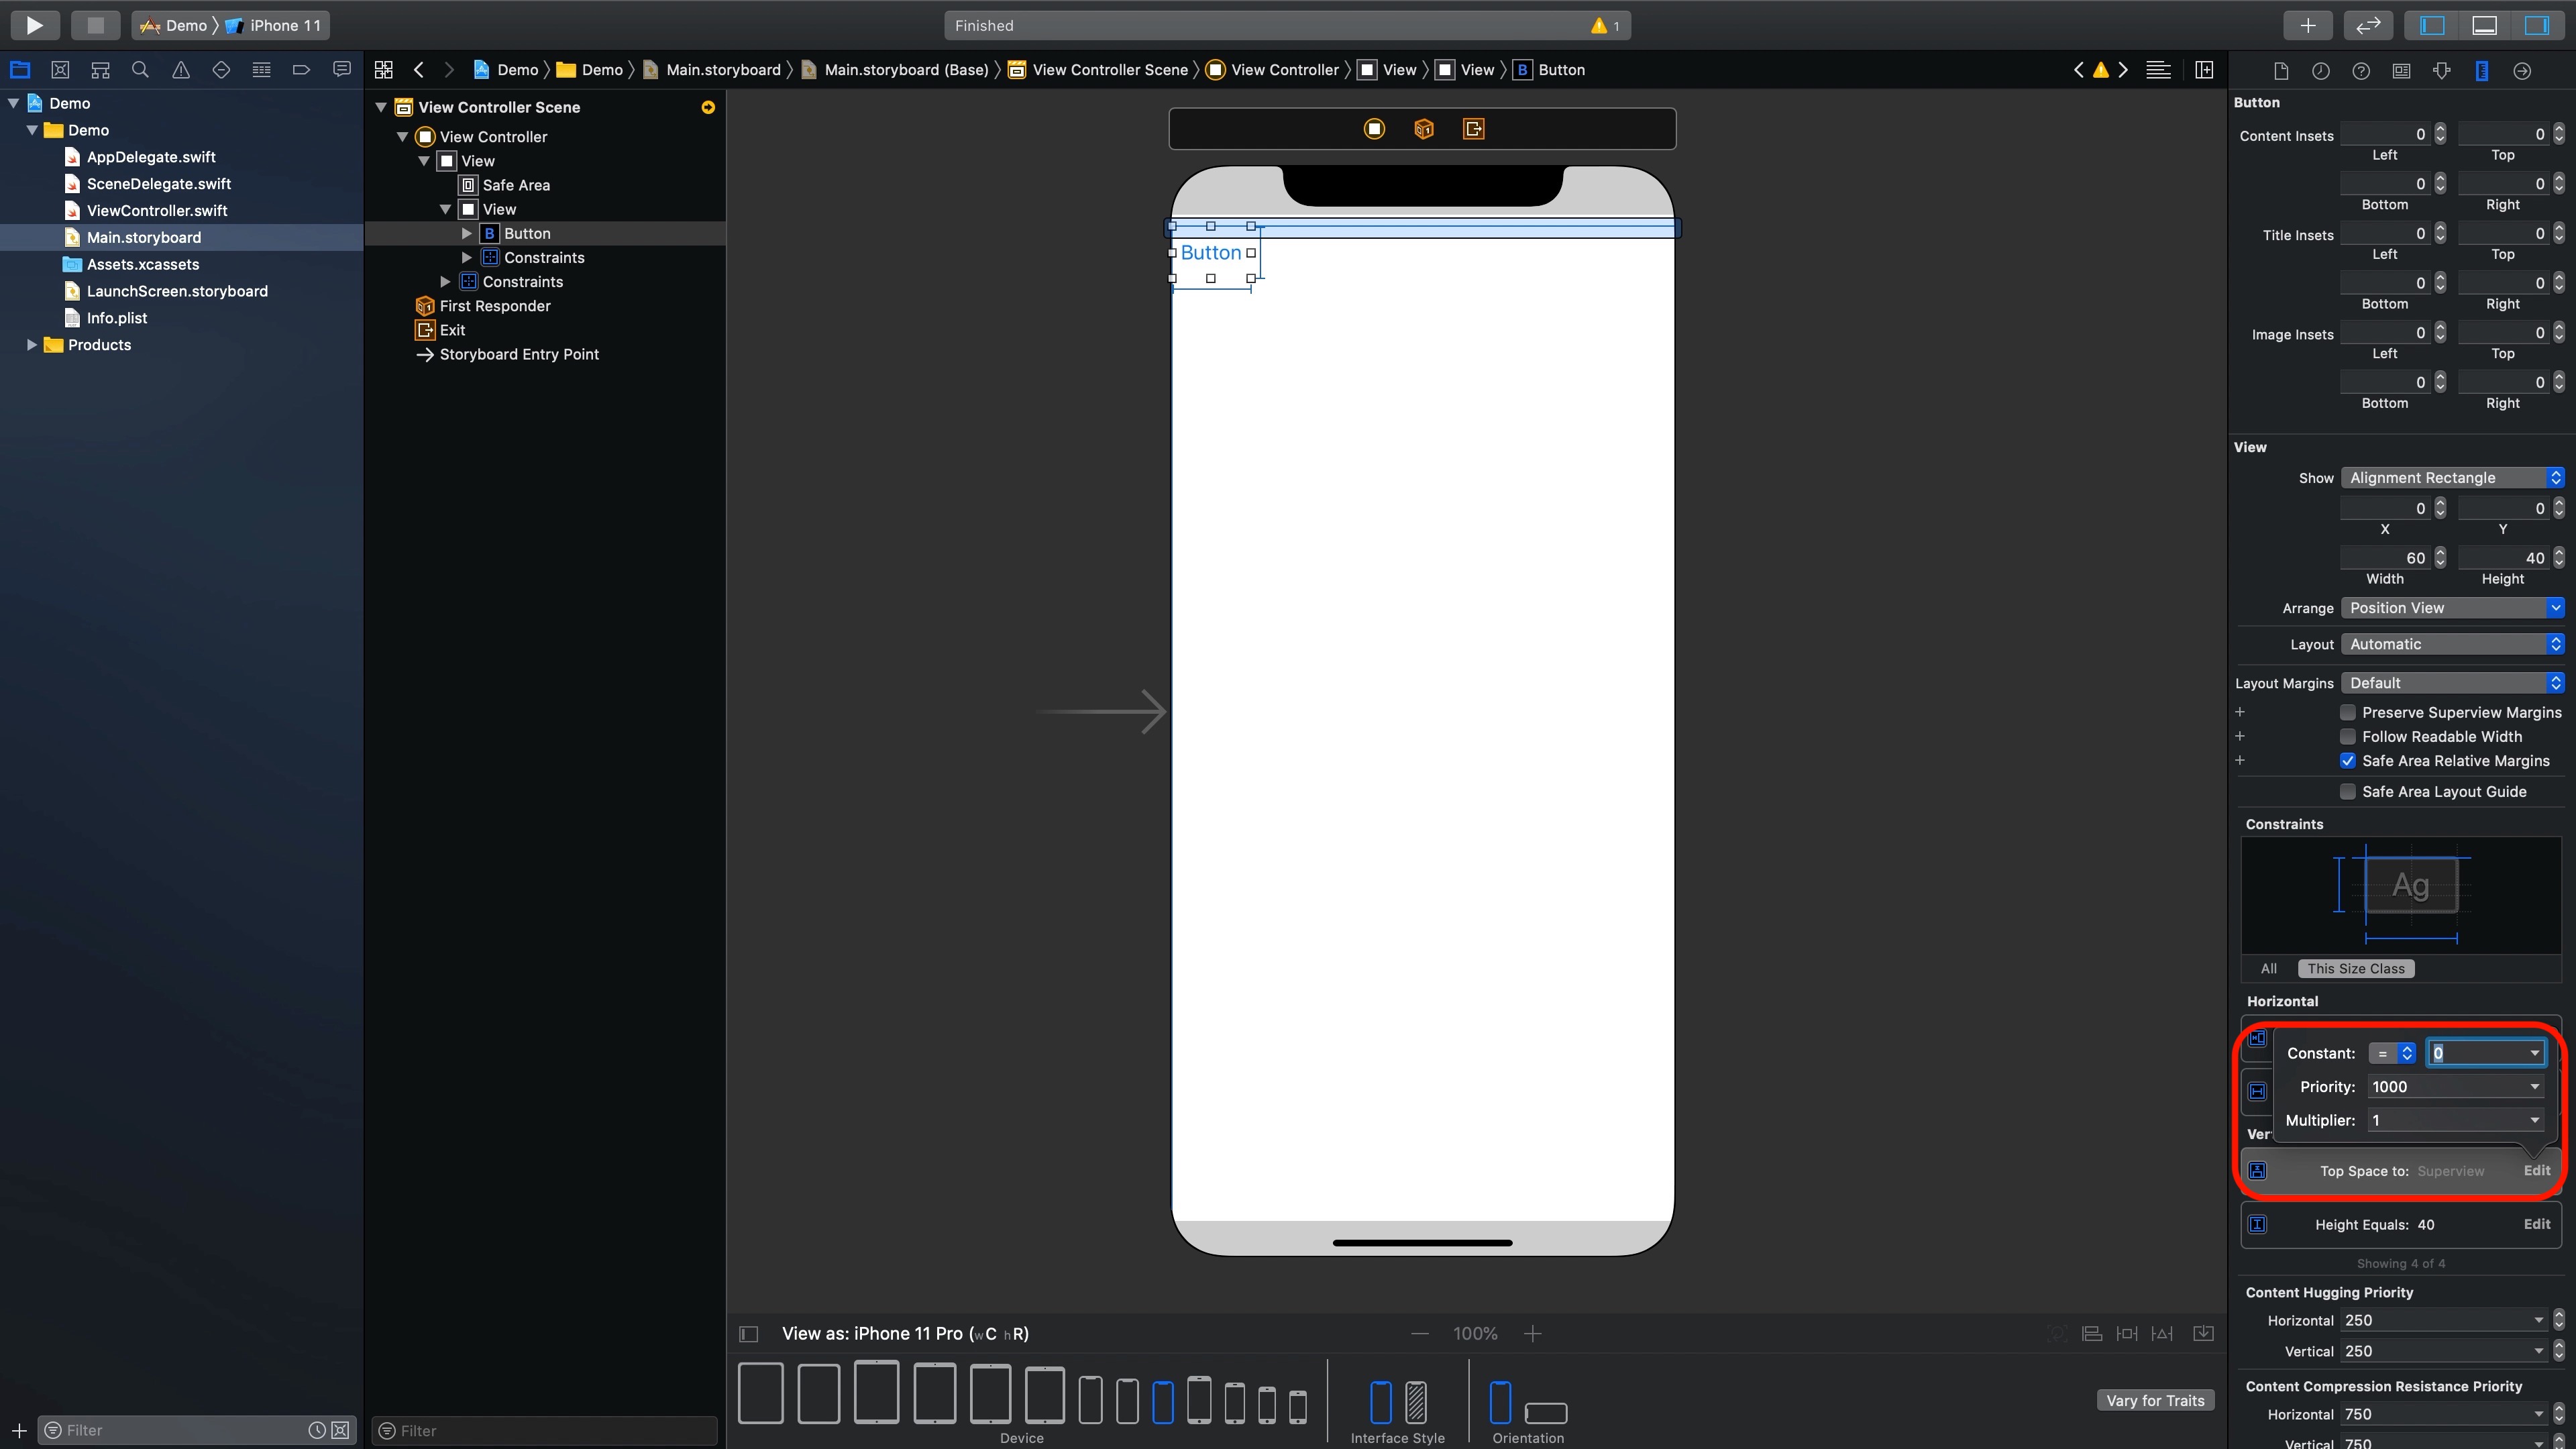 Demo 〉 iPhone 11
Finished
1
Demo 〉 Demo 〉 Main.storyboard 〉 Main.storyboard (Base) 〉 View Controller Scene 〉 View Controller 〉 View 〉 View 〉 B Button
Demo
Demo
AppDelegate.swift
SceneDelegate.swift
ViewController.swift
Main.storyboard
Assets.xcassets
LaunchScreen.storyboard
Info.plist
Products
Filter
View Controller Scene
View Controller
View
Safe Area
View
B Button
Constraints
Constraints
First Responder
Exit
Storyboard Entry Point
Filter
Button
View as: iPhone 11 Pro (wC hR)
100%
Device
Interface Style
Orientation
Vary for Traits
Button
Content Insets 0 0
Left Top
0 0
Bottom Right
Title Insets 0 0
Left Top
0 0
Bottom Right
Image Insets 0 0
Left Top
0 0
Bottom Right
View
Show Alignment Rectangle
0 0
X Y
60 40
Width Height
Arrange Position View
Layout Automatic
Layout Margins Default
+ Preserve Superview Margins
+ Follow Readable Width
+ Safe Area Relative Margins
Safe Area Layout Guide
Constraints
Ag
All This Size Class
Horizontal
Constant: = 0
Priority: 1000
Multiplier: 1
Top Space to: Superview Edit
Height Equals: 40 Edit
Showing 4 of 4
Content Hugging Priority
Horizontal 250
Vertical 250
Content Compression Resistance Priority
Horizontal 750
Vertical 750